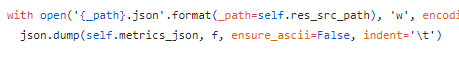 with open('{_path}.json'.format(_path=self.res_src_path), 'w', encodi
json.dump(self.metrics_json, f, ensure_ascii=False, indent='\t')